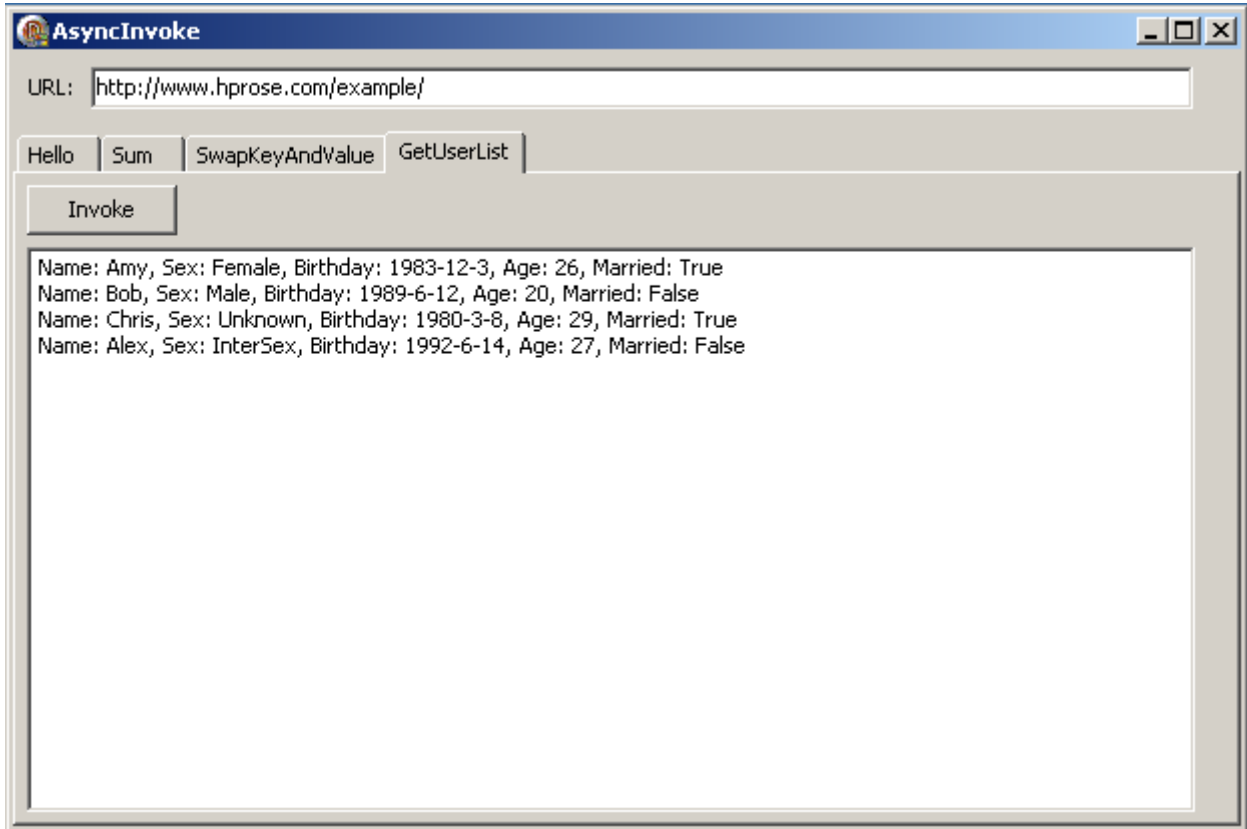 AsyncInvoke
URL: http://www.hprose.com/example/
Hello Sum SwapKeyAndValue GetUserList
Invoke
Name: Amy, Sex: Female, Birthday: 1983-12-3, Age: 26, Married: True
Name: Bob, Sex: Male, Birthday: 1989-6-12, Age: 20, Married: False
Name: Chris, Sex: Unknown, Birthday: 1980-3-8, Age: 29, Married: True
Name: Alex, Sex: InterSex, Birthday: 1992-6-14, Age: 27, Married: False